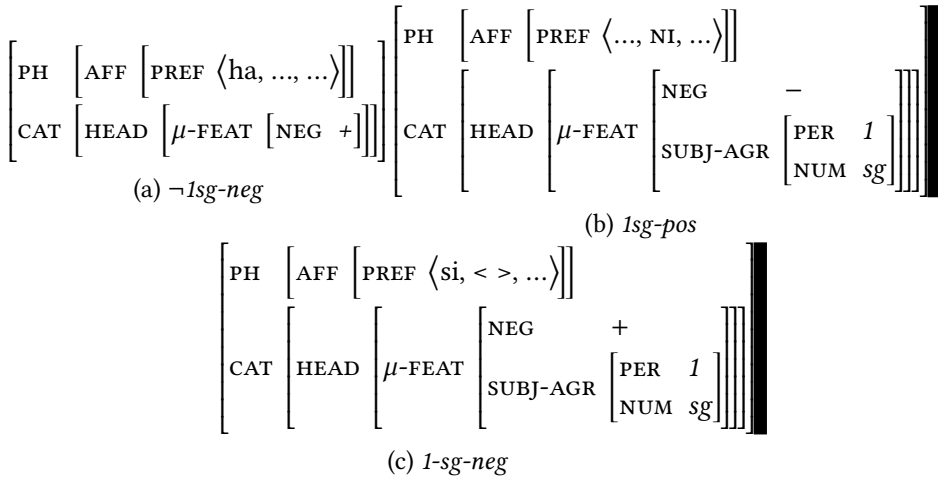 PH [AFF [PREF ⟨ha, …, …⟩]]
CAT [HEAD [μ-FEAT [NEG +]]]
(a) ¬1sg-neg
PH [AFF [PREF ⟨…, NI, …⟩]]
CAT [HEAD [μ-FEAT [NEG −
SUBJ-AGR [PER 1
NUM sg]]]]
(b) 1sg-pos
PH [AFF [PREF ⟨si, < >, …⟩]]
CAT [HEAD [μ-FEAT [NEG +
SUBJ-AGR [PER 1
NUM sg]]]]
(c) 1-sg-neg